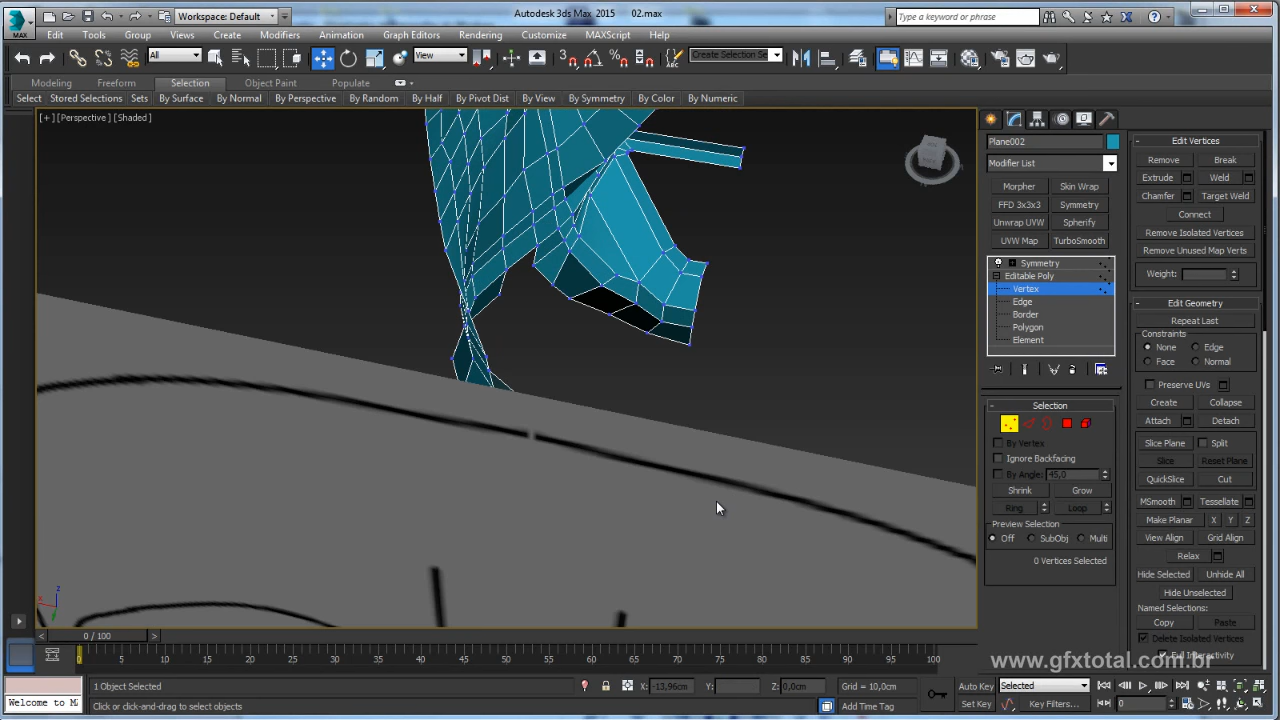 MAX
Workspace: Default
Autodesk 3ds Max 2015    02.max
Type a keyword or phrase
Edit Tools Group Views Create Modifiers Animation Graph Editors Rendering Customize MAXScript Help
All
View
Create Selection Se
Modeling Freeform Selection Object Paint Populate
Select Stored Selections Sets By Surface By Normal By Perspective By Random By Half By Pivot Dist By View By Symmetry By Color By Numeric
[+] [Perspective] [Shaded]
Plane002
Modifier List
Morpher Skin Wrap
FFD 3x3x3 Symmetry
Unwrap UVW Spherify
UVW Map TurboSmooth
Symmetry
Editable Poly
Vertex
Edge
Border
Polygon
Element
Selection
By Vertex
Ignore Backfacing
By Angle: 45,0
Shrink Grow
Ring Loop
Preview Selection
Off SubObj Multi
0 Vertices Selected
Edit Vertices
Remove Break
Extrude Weld
Chamfer Target Weld
Connect
Remove Isolated Vertices
Remove Unused Map Verts
Weight:
Edit Geometry
Repeat Last
Constraints
None Edge
Face Normal
Preserve UVs
Create Collapse
Attach Detach
Slice Plane Split
Slice Reset Plane
QuickSlice Cut
MSmooth Tessellate
Make Planar X Y Z
View Align Grid Align
Relax
Hide Selected Unhide All
Hide Unselected
Named Selections:
Copy Paste
Delete Isolated Vertices
Full Interactivity
www.gfxtotal.com.br
x z
0 / 100
0 5 10 15 20 25 30 35 40 45 50 55 60 65 70 75 80 85 90 95 100
1 Object Selected X: -13,96cm Y: Z: 0,0cm Grid = 10,0cm Auto Key Selected
Welcome to M
Click or click-and-drag to select objects Add Time Tag Set Key Key Filters... 0